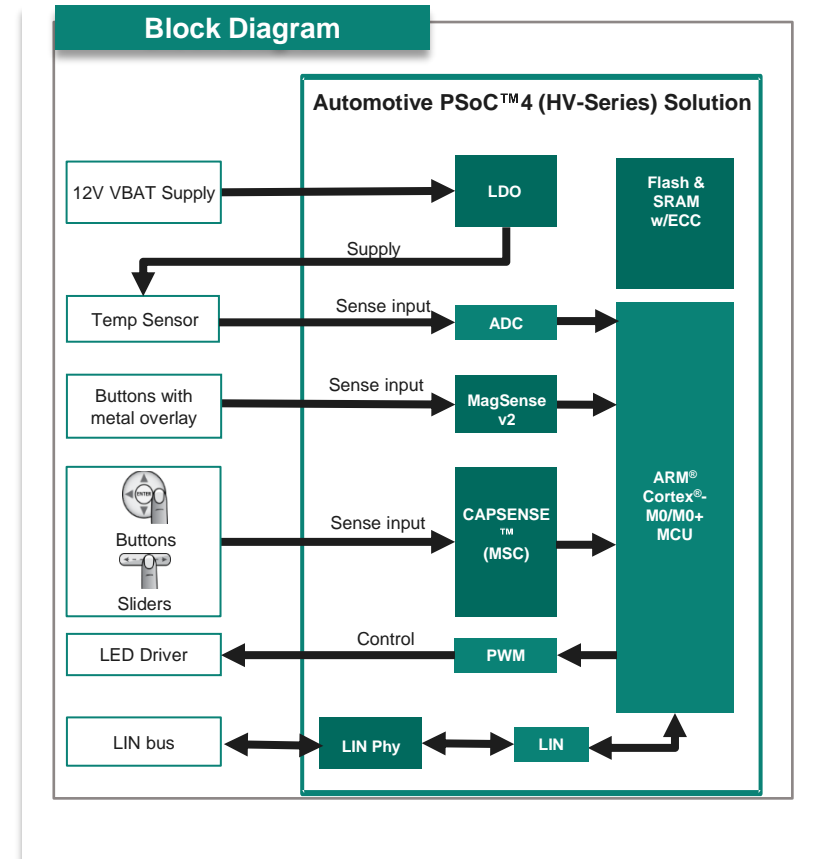 Block Diagram
Automotive PSoC™4 (HV-Series) Solution
12V VBAT Supply
LDO
Flash &
SRAM
w/ECC
Supply
Temp Sensor
Sense input
ADC
Buttons with
metal overlay
Sense input
MagSense
v2
ARM®
Cortex®-
M0/M0+
MCU
ENTER
Buttons
Sliders
Sense input
CAPSENSE
™
(MSC)
LED Driver
Control
PWM
LIN bus
LIN Phy
LIN